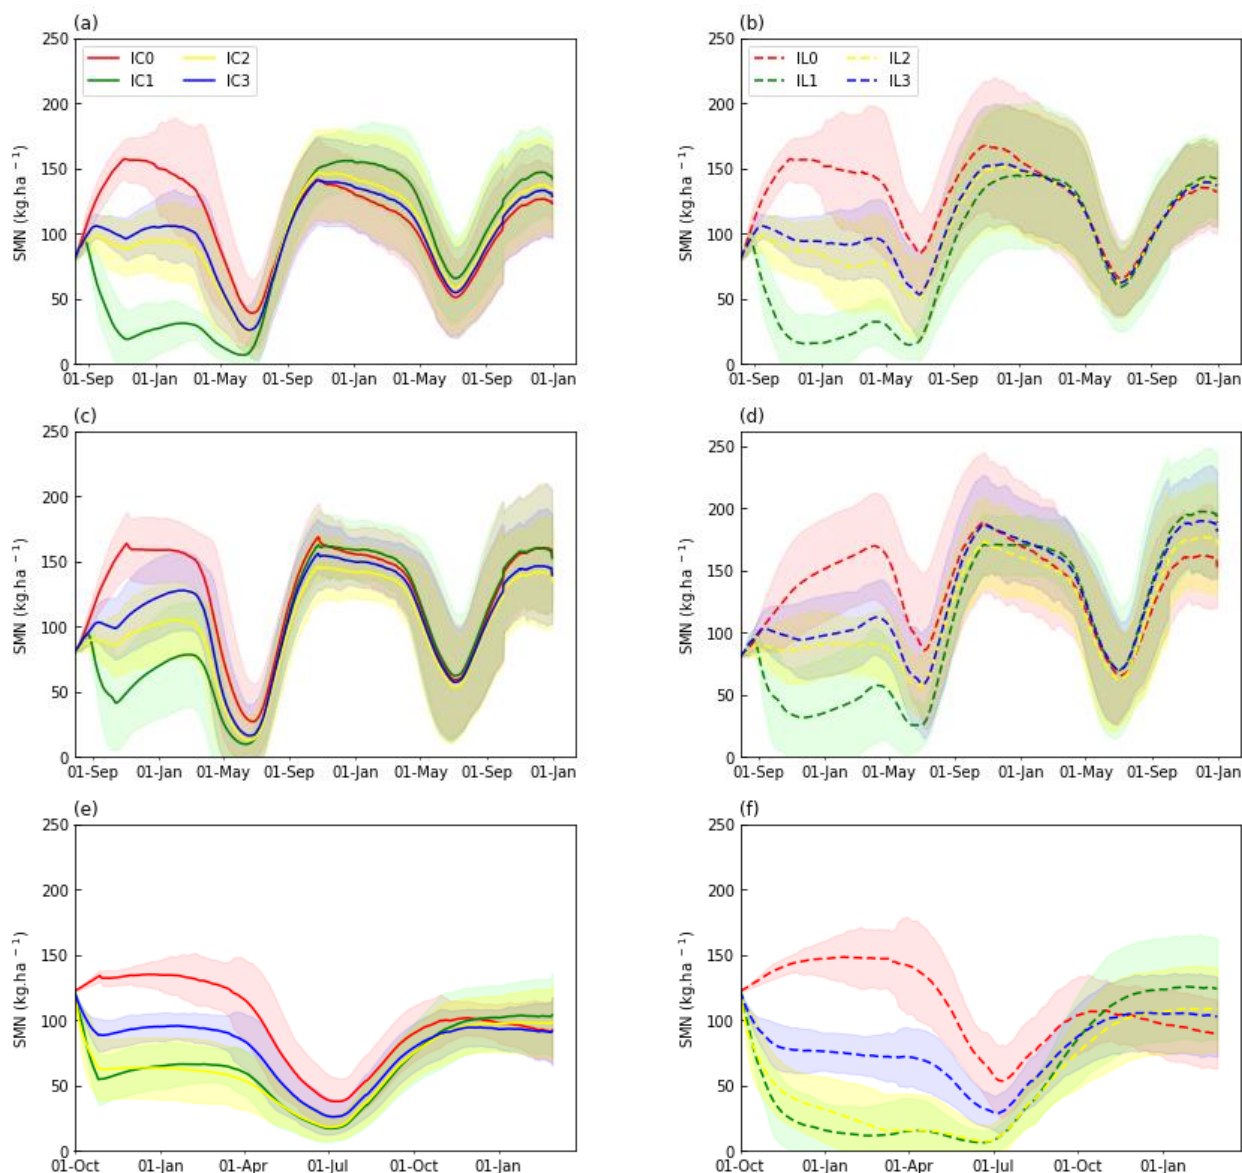 (a)
250
200
150
100
50
0
SMN (kg.ha⁻¹)
IC0 IC2
IC1 IC3
01-Sep 01-Jan 01-May 01-Sep 01-Jan 01-May 01-Sep 01-Jan
(b)
250
200
150
100
50
0
SMN (kg.ha⁻¹)
IL0 IL2
IL1 IL3
01-Sep 01-Jan 01-May 01-Sep 01-Jan 01-May 01-Sep 01-Jan
(c)
250
200
150
100
50
0
SMN (kg.ha⁻¹)
01-Sep 01-Jan 01-May 01-Sep 01-Jan 01-May 01-Sep 01-Jan
(d)
250
200
150
100
50
0
SMN (kg.ha⁻¹)
01-Sep 01-Jan 01-May 01-Sep 01-Jan 01-May 01-Sep 01-Jan
(e)
250
200
150
100
50
0
SMN (kg.ha⁻¹)
01-Oct 01-Jan 01-Apr 01-Jul 01-Oct 01-Jan
(f)
250
200
150
100
50
0
SMN (kg.ha⁻¹)
01-Oct 01-Jan 01-Apr 01-Jul 01-Oct 01-Jan